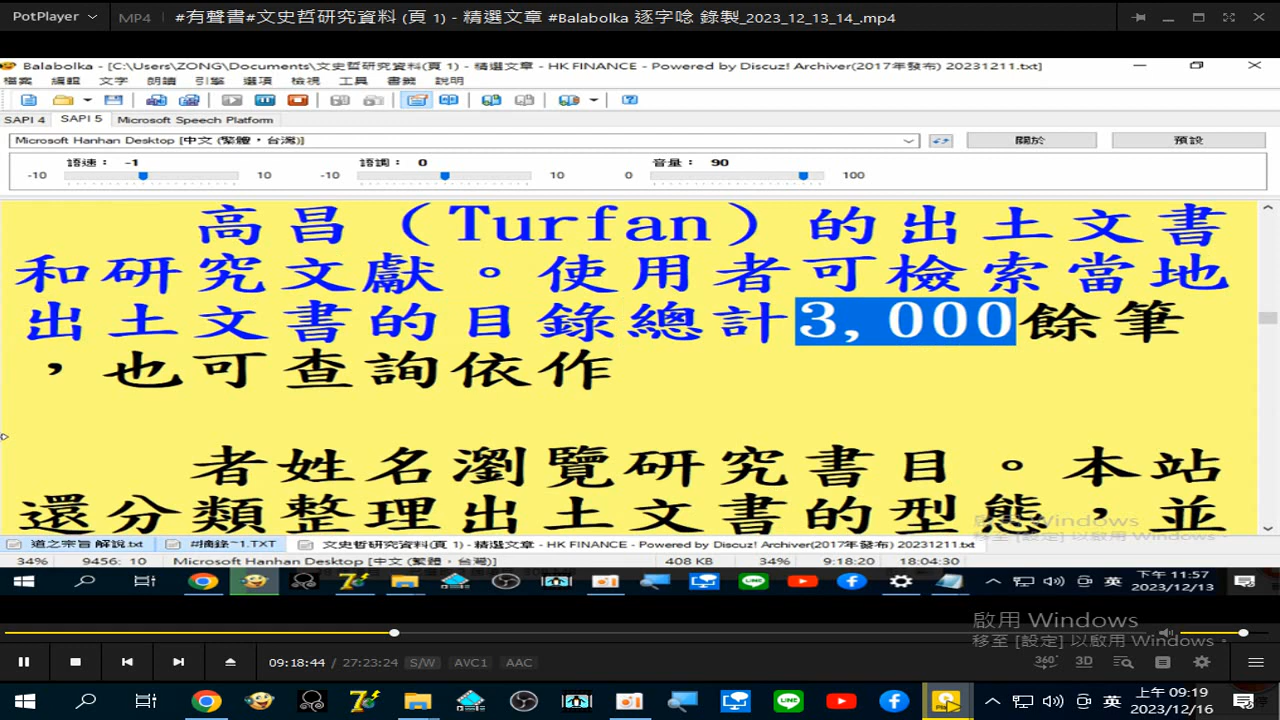 PotPlayer
MP4
#有聲書#文史哲研究資料 (頁 1) - 精選文章 #Balabolka 逐字唸 錄製_2023_12_13_14_.mp4
Balabolka - [C:\Users\ZONG\Documents\文史哲研究資料(頁 1) - 精選文章 - HK FINANCE - Powered by Discuz! Archiver(2017年發布) 20231211.txt]
檔案 編輯 文字 朗讀 引擎 選項 檢視 工具 書籤 說明
SAPI 4 SAPI 5 Microsoft Speech Platform
Microsoft Hanhan Desktop [中文 (繁體，台灣)]
關於
預設
語速： -1 語調： 0 音量： 90
-10 10 -10 10 0 100
高昌（Turfan）的出土文書
和研究文獻。使用者可檢索當地
出土文書的目錄總計3, 000餘筆
，也可查詢依作
者姓名瀏覽研究書目。本站
還分類整理出土文書的型態，並
啟用 Windows
移至 [設定] 以啟用 Windows。
道之宗旨 解說.txt
#摘錄~1.TXT
文史哲研究資料(頁 1) - 精選文章 - HK FINANCE - Powered by Discuz! Archiver(2017年發布) 20231211.txt
34% 9456: 10 Microsoft Hanhan Desktop [中文 (繁體，台灣)] 408 KB 34% 9:18:20 18:04:30
英
下午 11:57
2023/12/13
啟用 Windows
移至 [設定] 以啟用 Windows。
09:18:44 / 27:23:24 S/W AVC1 AAC
360°
3D
英
上午 09:19
2023/12/16